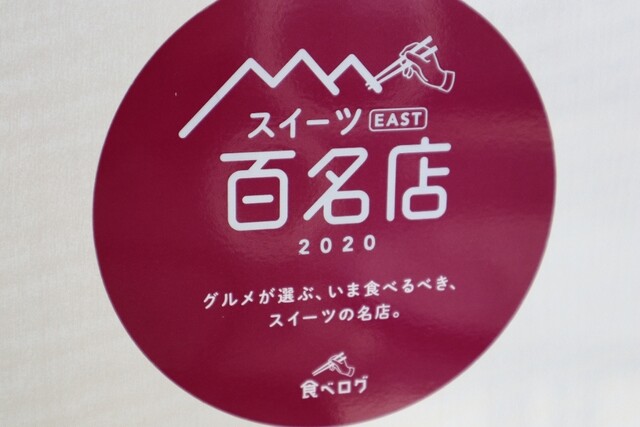 スイーツ EAST
百名店
2020
グルメが選ぶ、いま食べるべき、
スイーツの名店。
食べログ